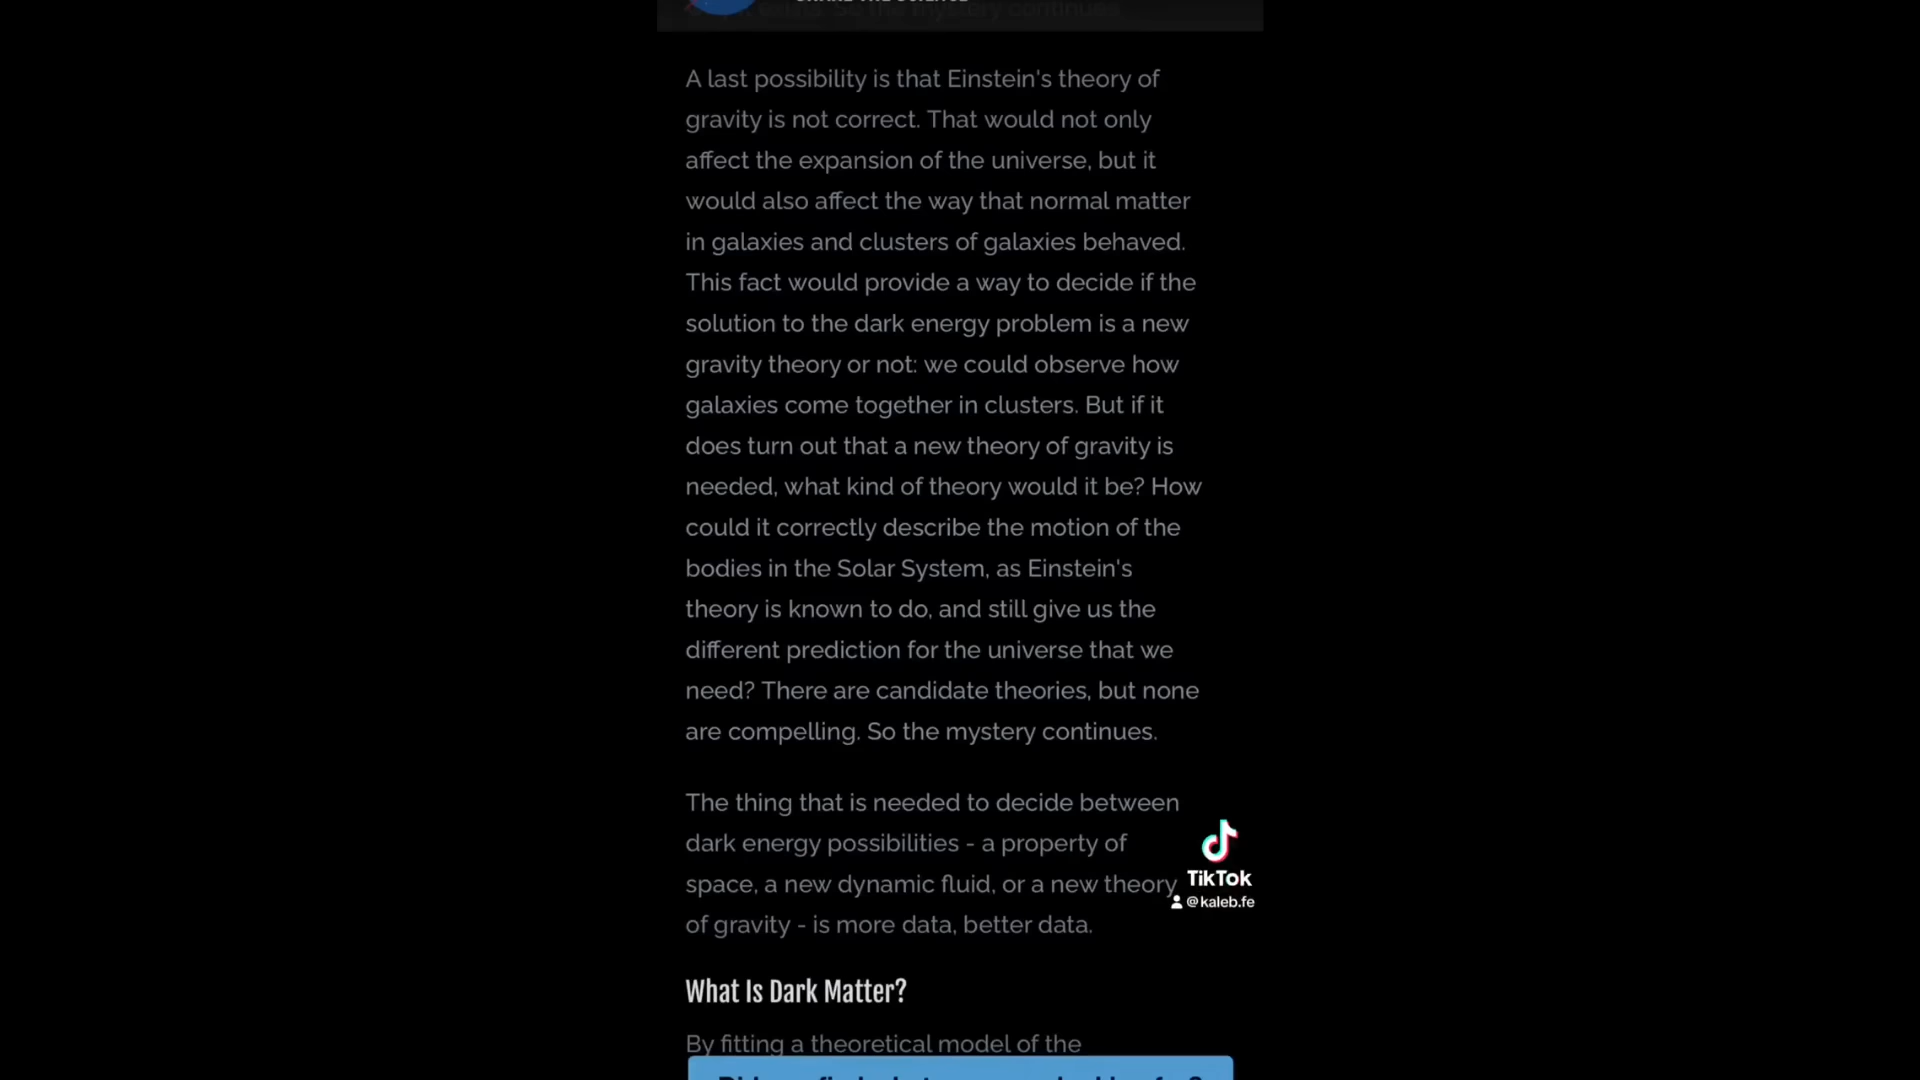 A last possibility is that Einstein's theory of
gravity is not correct. That would not only
affect the expansion of the universe, but it
would also affect the way that normal matter
in galaxies and clusters of galaxies behaved.
This fact would provide a way to decide if the
solution to the dark energy problem is a new
gravity theory or not: we could observe how
galaxies come together in clusters. But if it
does turn out that a new theory of gravity is
needed, what kind of theory would it be? How
could it correctly describe the motion of the
bodies in the Solar System, as Einstein's
theory is known to do, and still give us the
different prediction for the universe that we
need? There are candidate theories, but none
are compelling. So the mystery continues.
The thing that is needed to decide between
dark energy possibilities - a property of
space, a new dynamic fluid, or a new theory
of gravity - is more data, better data.
TikTok
@kaleb.fe
What Is Dark Matter?
By fitting a theoretical model of the